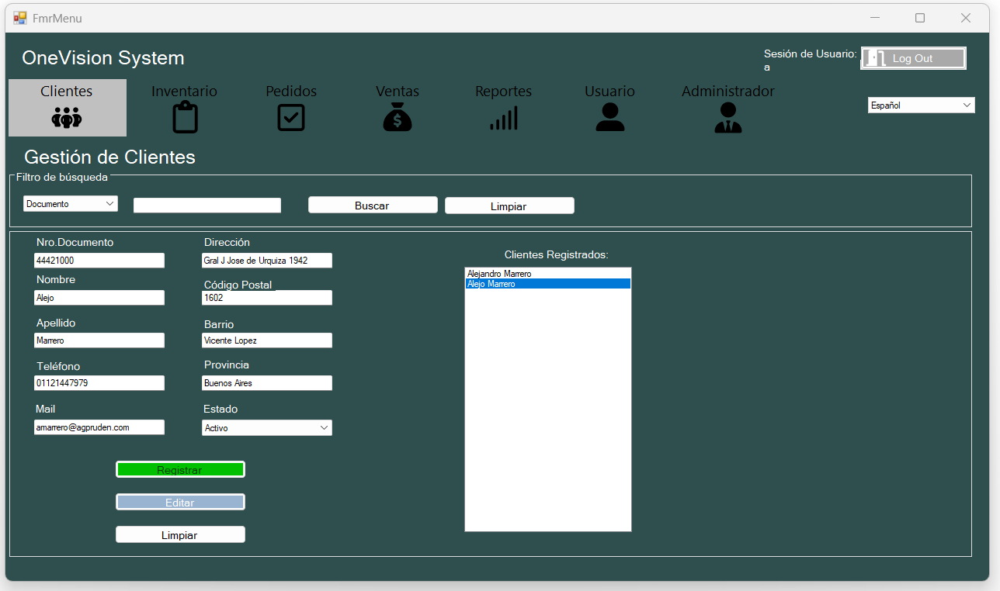 FmrMenu
OneVision System
Sesión de Usuario:
a
Log Out
Clientes
Inventario
Pedidos
Ventas
Reportes
Usuario
Administrador
Español
Gestión de Clientes
Filtro de búsqueda
Documento
Buscar
Limpiar
Nro.Documento
Dirección
44421000
Gral J Jose de Urquiza 1942
Nombre
Código Postal
Alejo
1602
Apellido
Barrio
Marrero
Vicente Lopez
Teléfono
Provincia
01121447979
Buenos Aires
Mail
Estado
amarrero@agpruden.com
Activo
Registrar
Editar
Limpiar
Clientes Registrados:
Alejandro Marrero
Alejo Marrero